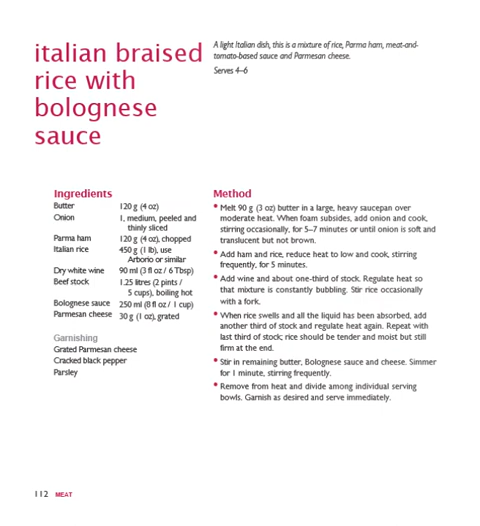 italian braised
rice with
bolognese
sauce
A light Italian dish, this is a mixture of rice, Parma ham, meat-and-
tomato-based sauce and Parmesan cheese.
Serves 4–6
Ingredients
Butter 120 g (4 oz)
Onion 1, medium, peeled and
thinly sliced
Parma ham 120 g (4 oz), chopped
Italian rice 450 g (1 lb), use
Arborio or similar
Dry white wine 90 ml (3 fl oz / 6 Tbsp)
Beef stock 1.25 litres (2 pints /
5 cups), boiling hot
Bolognese sauce 250 ml (8 fl oz / 1 cup)
Parmesan cheese 30 g (1 oz), grated
Garnishing
Grated Parmesan cheese
Cracked black pepper
Parsley
Method
• Melt 90 g (3 oz) butter in a large, heavy saucepan over
moderate heat. When foam subsides, add onion and cook,
stirring occasionally, for 5–7 minutes or until onion is soft and
translucent but not brown.
• Add ham and rice, reduce heat to low and cook, stirring
frequently, for 5 minutes.
• Add wine and about one-third of stock. Regulate heat so
that mixture is constantly bubbling. Stir rice occasionally
with a fork.
• When rice swells and all the liquid has been absorbed, add
another third of stock and regulate heat again. Repeat with
last third of stock; rice should be tender and moist but still
firm at the end.
• Stir in remaining butter, Bolognese sauce and cheese. Simmer
for 1 minute, stirring frequently.
• Remove from heat and divide among individual serving
bowls. Garnish as desired and serve immediately.
112 MEAT